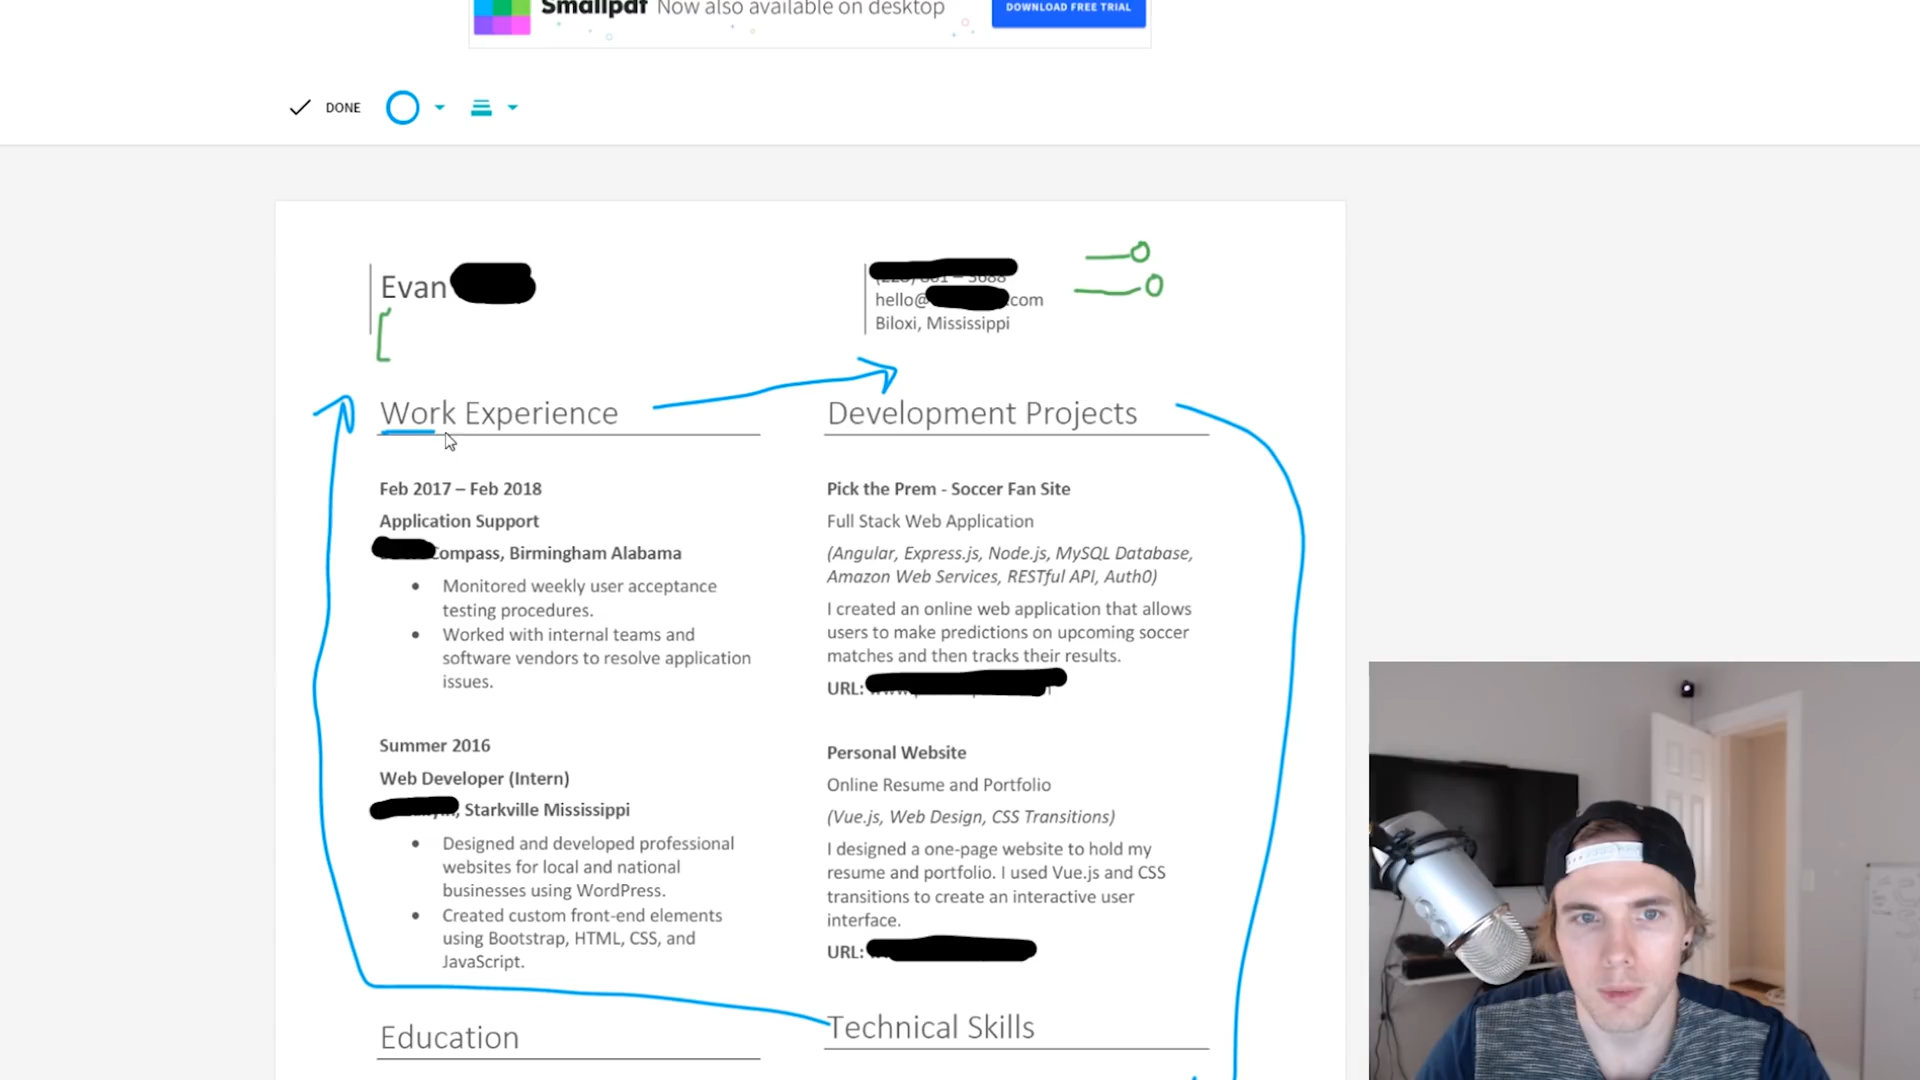 Smallpdf Now also available on desktop
DOWNLOAD FREE TRIAL
DONE
Evan
hello@ .com
Biloxi, Mississippi
Work Experience
Feb 2017 – Feb 2018
Application Support
Compass, Birmingham Alabama
• Monitored weekly user acceptance
testing procedures.
• Worked with internal teams and
software vendors to resolve application
issues.
Summer 2016
Web Developer (Intern)
, Starkville Mississippi
• Designed and developed professional
websites for local and national
businesses using WordPress.
• Created custom front-end elements
using Bootstrap, HTML, CSS, and
JavaScript.
Education
Development Projects
Pick the Prem - Soccer Fan Site
Full Stack Web Application
(Angular, Express.js, Node.js, MySQL Database,
Amazon Web Services, RESTful API, Auth0)
I created an online web application that allows
users to make predictions on upcoming soccer
matches and then tracks their results.
URL:
Personal Website
Online Resume and Portfolio
(Vue.js, Web Design, CSS Transitions)
I designed a one-page website to hold my
resume and portfolio. I used Vue.js and CSS
transitions to create an interactive user
interface.
URL:
Technical Skills